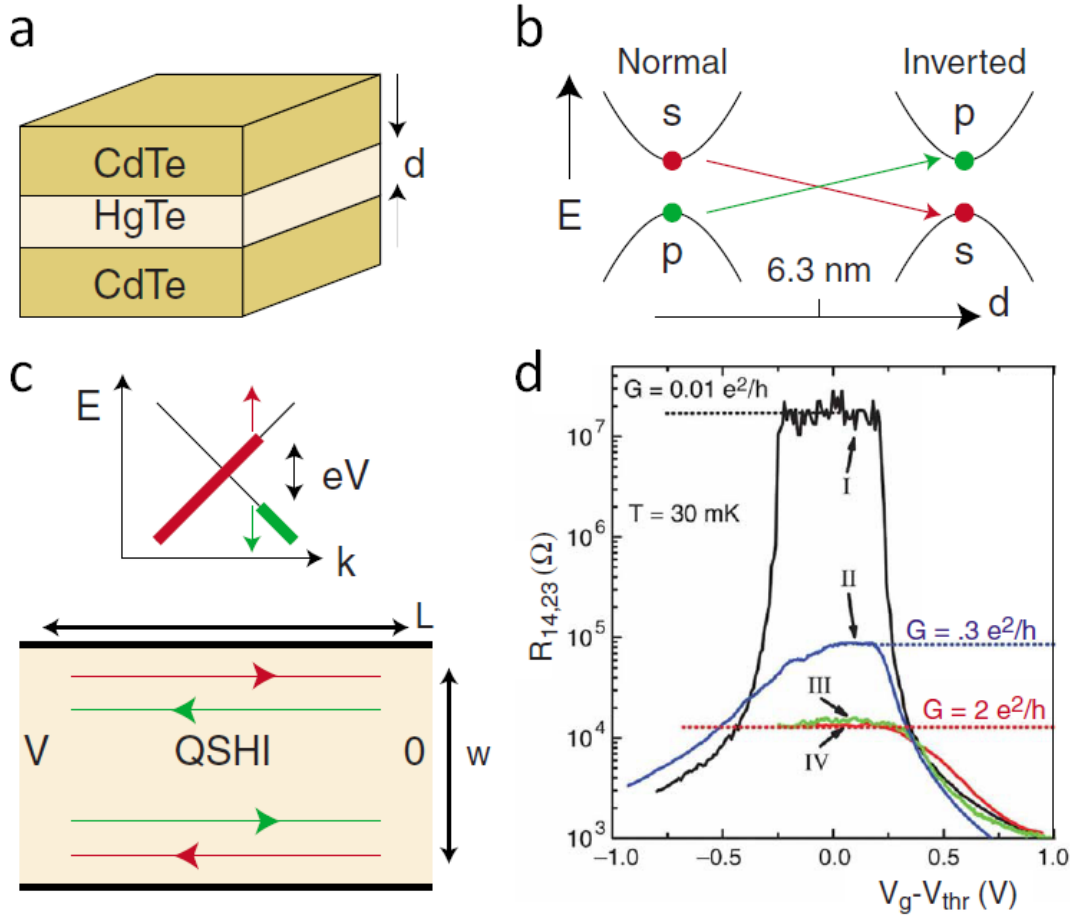 a
CdTe
HgTe
CdTe
d
b
Normal
Inverted
s
p
E
p
s
6.3 nm
d
c
E
eV
k
L
V
QSHI
0
w
d
G = 0.01 e²/h
T = 30 mK
I
II
G = .3 e²/h
III
G = 2 e²/h
IV
10⁷
10⁶
10⁵
10⁴
10³
R₁₄,₂₃ (Ω)
−1.0
−0.5
0.0
0.5
1.0
V_g-V_thr (V)